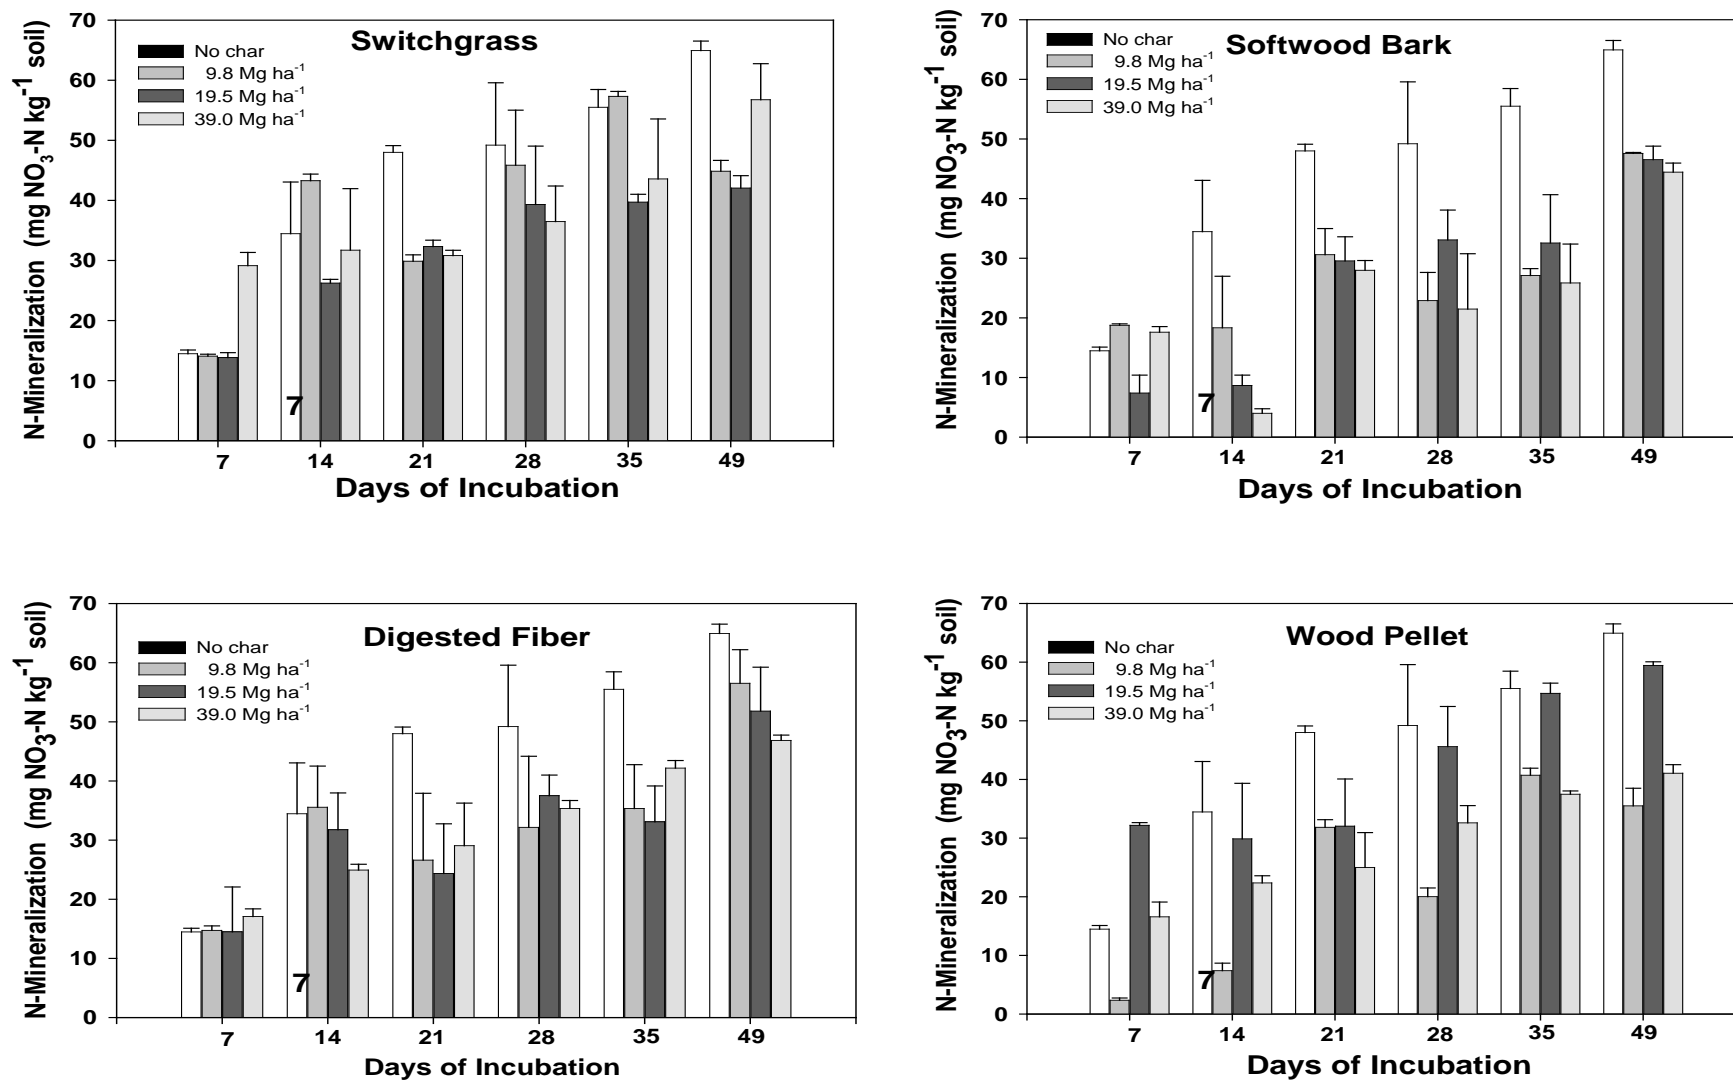 Switchgrass
N-Mineralization (mg NO3-N kg-1 soil)
70
60
50
40
30
20
10
0
No char
9.8 Mg ha-1
19.5 Mg ha-1
39.0 Mg ha-1
7
7 14 21 28 35 49
Days of Incubation
Softwood Bark
N-Mineralization (mg NO3-N kg-1 soil)
70
60
50
40
30
20
10
0
No char
9.8 Mg ha-1
19.5 Mg ha-1
39.0 Mg ha-1
7
7 14 21 28 35 49
Days of Incubation
Digested Fiber
N-Mineralization (mg NO3-N kg-1 soil)
70
60
50
40
30
20
10
0
No char
9.8 Mg ha-1
19.5 Mg ha-1
39.0 Mg ha-1
7
7 14 21 28 35 49
Days of Incubation
Wood Pellet
N-Mineralization (mg NO3-N kg-1 soil)
70
60
50
40
30
20
10
0
No char
9.8 Mg ha-1
19.5 Mg ha-1
39.0 Mg ha-1
7
7 14 21 28 35 49
Days of Incubation